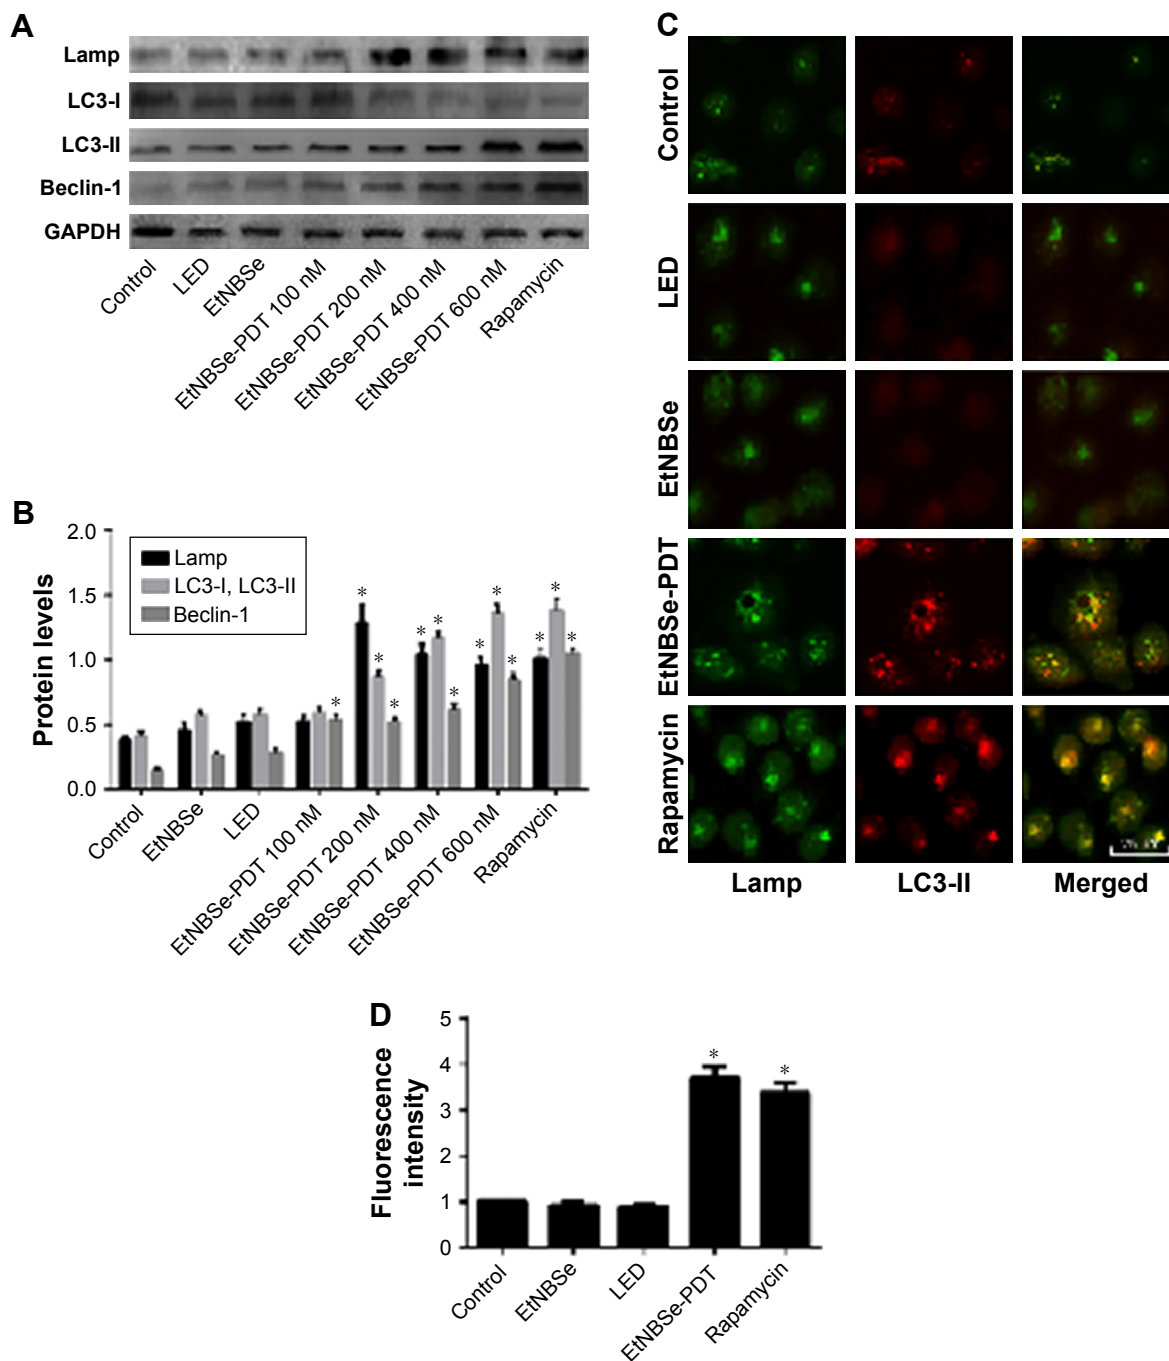 A
Lamp
LC3-I
LC3-II
Beclin-1
GAPDH
Control
LED
EtNBSe
EtNBSe-PDT 100 nM
EtNBSe-PDT 200 nM
EtNBSe-PDT 400 nM
EtNBSe-PDT 600 nM
Rapamycin
B
Protein levels
2.0
1.5
1.0
0.5
0.0
Lamp
LC3-I, LC3-II
Beclin-1
* * * * * * * * * * * * *
Control
EtNBSe
LED
EtNBSe-PDT 100 nM
EtNBSe-PDT 200 nM
EtNBSe-PDT 400 nM
EtNBSe-PDT 600 nM
Rapamycin
C
Control
LED
EtNBSe
EtNBSe-PDT
Rapamycin
Lamp
LC3-II
Merged
D
Fluorescence
intensity
5
4
3
2
1
0
* *
Control
EtNBSe
LED
EtNBSe-PDT
Rapamycin